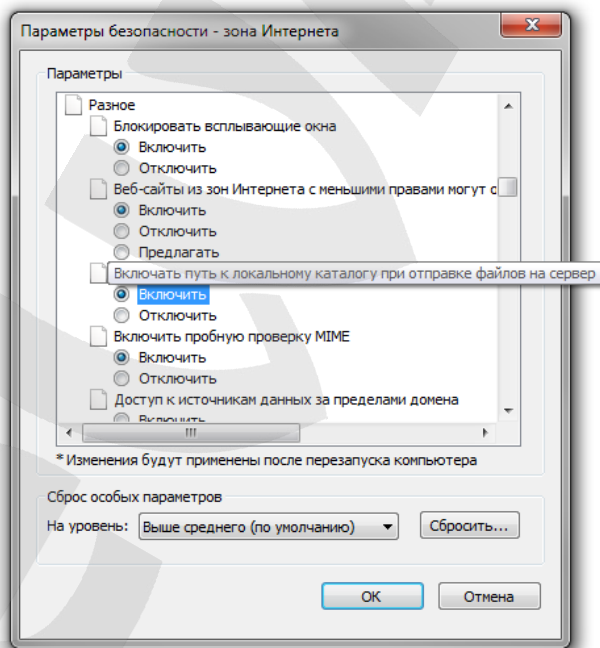 Параметры безопасности - зона Интернета
Параметры
Разное
Блокировать всплывающие окна
Включить
Отключить
Веб-сайты из зон Интернета с меньшими правами могут о
Включить
Отключить
Предлагать
Включать путь к локальному каталогу при отправке файлов на сервер
Включить
Отключить
Включить пробную проверку MIME
Включить
Отключить
Доступ к источникам данных за пределами домена
Включить
* Изменения будут применены после перезапуска компьютера
Сброс особых параметров
На уровень: Выше среднего (по умолчанию) Сбросить...
ОК Отмена